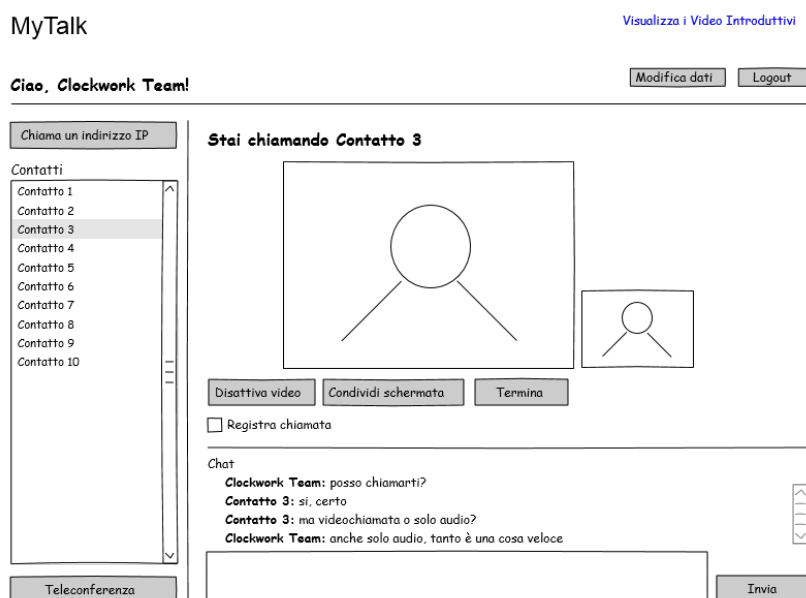 MyTalk
Visualizza i Video Introduttivi
Ciao, Clockwork Team!
Modifica dati
Logout
Chiama un indirizzo IP
Contatti
Contatto 1
Contatto 2
Contatto 3
Contatto 4
Contatto 5
Contatto 6
Contatto 7
Contatto 8
Contatto 9
Contatto 10
Teleconferenza
Stai chiamando Contatto 3
Disattiva video
Condividi schermata
Termina
Registra chiamata
Chat
Clockwork Team: posso chiamarti?
Contatto 3: si, certo
Contatto 3: ma videochiamata o solo audio?
Clockwork Team: anche solo audio, tanto è una cosa veloce
Invia